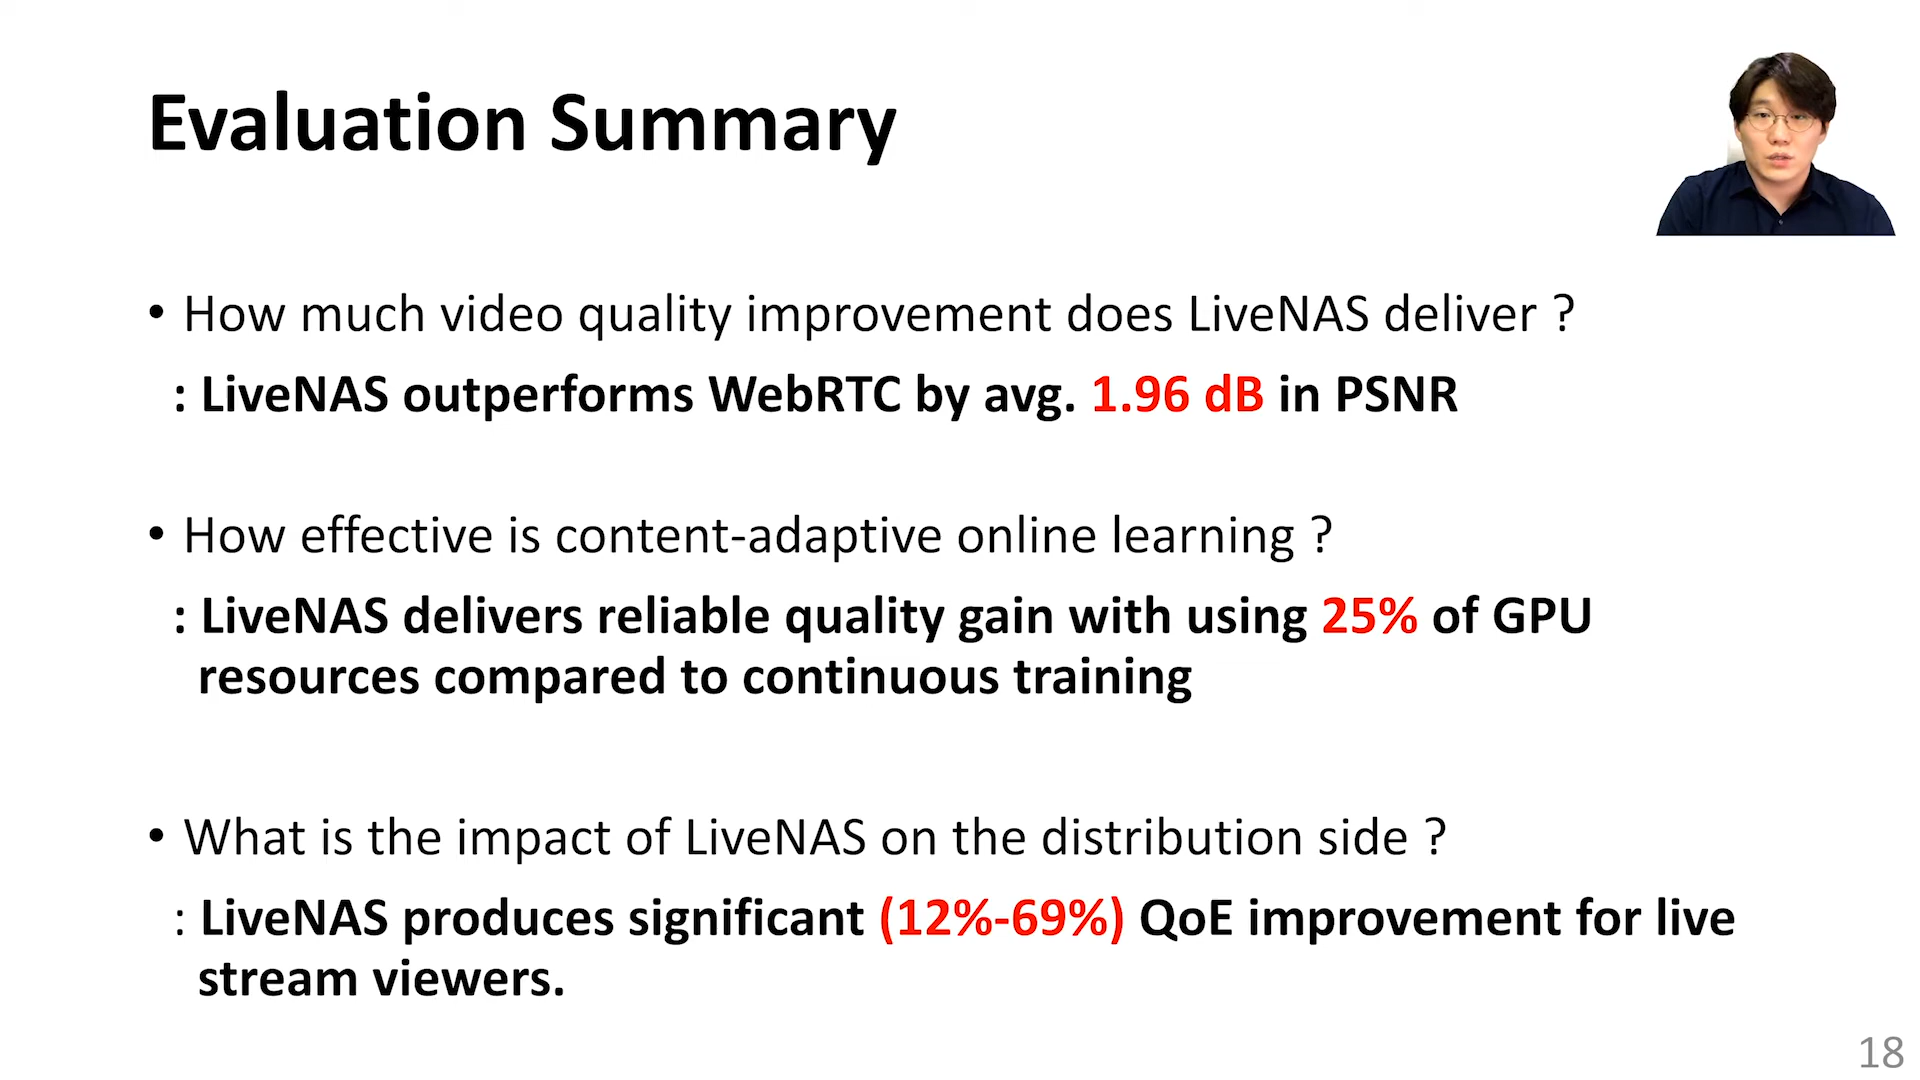 Evaluation Summary
• How much video quality improvement does LiveNAS deliver ?
: LiveNAS outperforms WebRTC by avg. 1.96 dB in PSNR
• How effective is content-adaptive online learning ?
: LiveNAS delivers reliable quality gain with using 25% of GPU
resources compared to continuous training
• What is the impact of LiveNAS on the distribution side ?
: LiveNAS produces significant (12%-69%) QoE improvement for live
stream viewers.
18